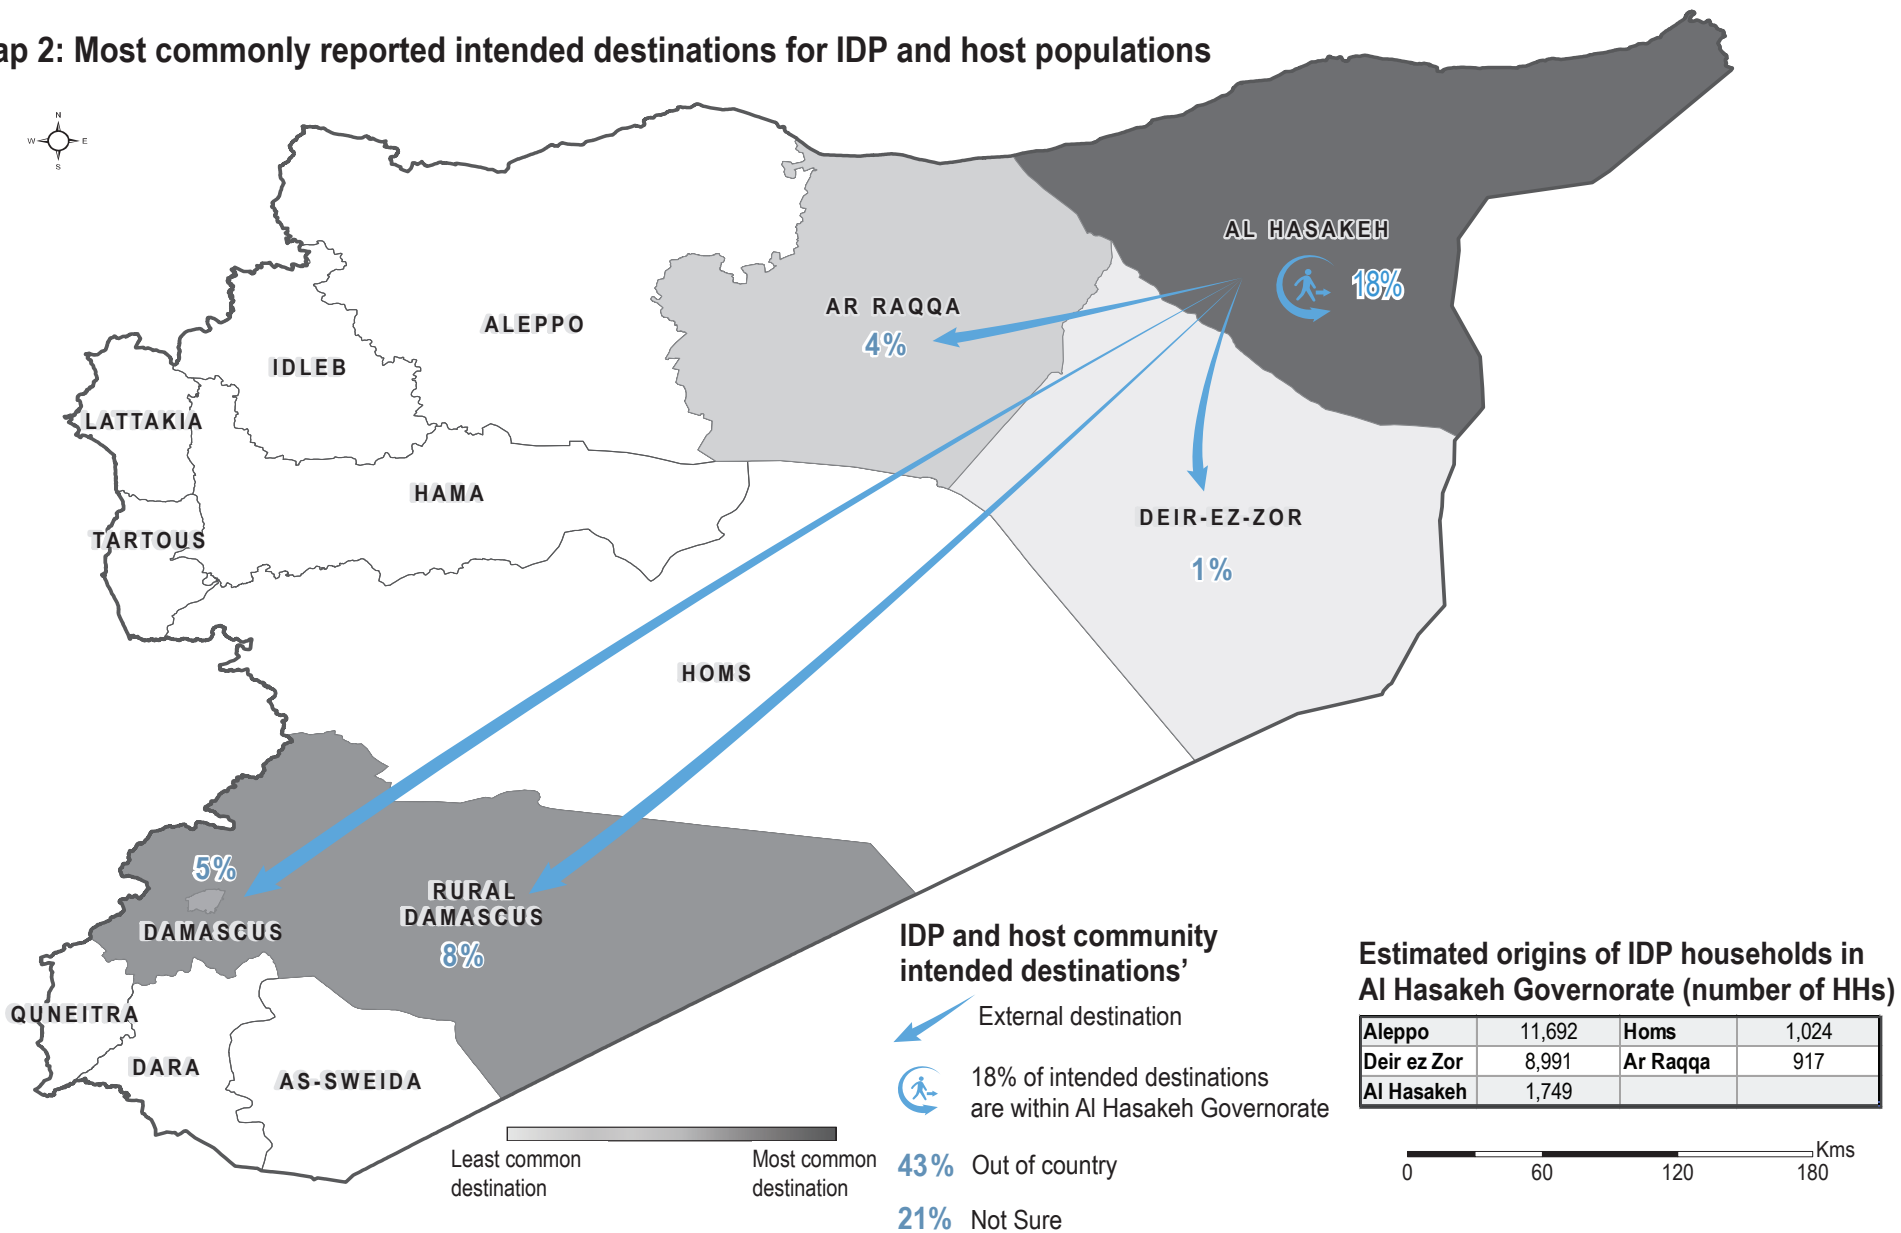 ap 2: Most commonly reported intended destinations for IDP and host populations
N
W
E
S
AL HASAKEH
18%
AR RAQQA
4%
ALEPPO
IDLEB
LATTAKIA
HAMA
TARTOUS
DEIR-EZ-ZOR
1%
HOMS
5%
DAMASCUS
RURAL
DAMASCUS
8%
QUNEITRA
DARA
AS-SWEIDA
Least common
destination
Most common
destination
IDP and host community
intended destinations’
External destination
18% of intended destinations
are within Al Hasakeh Governorate
43% Out of country
21% Not Sure
Estimated origins of IDP households in
Al Hasakeh Governorate (number of HHs)
Aleppo 11,692 Homs 1,024
Deir ez Zor 8,991 Ar Raqqa 917
Al Hasakeh 1,749
Kms
0 60 120 180